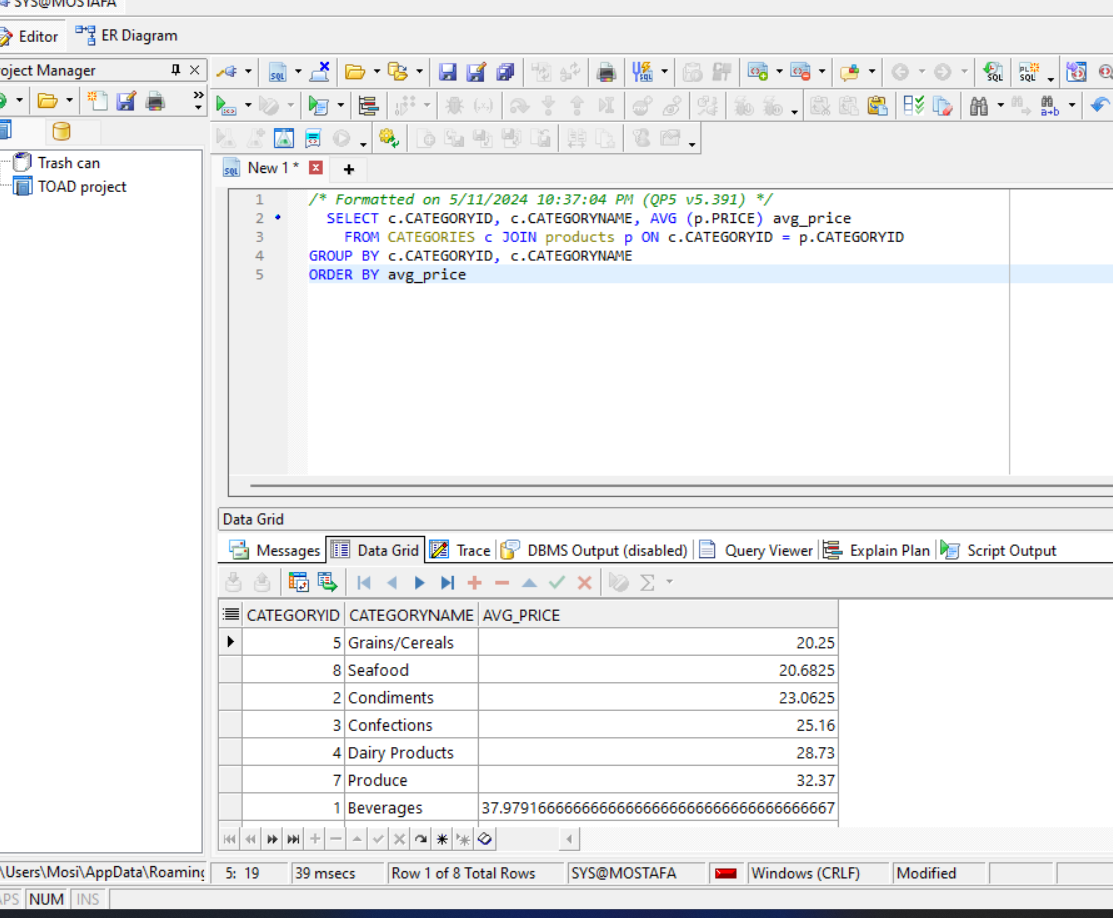 SYS@MOSTAFA
Editor ER Diagram
oject Manager
Trash can
TOAD project
New 1 *
1 /* Formatted on 5/11/2024 10:37:04 PM (QP5 v5.391) */
2 SELECT c.CATEGORYID, c.CATEGORYNAME, AVG (p.PRICE) avg_price
3 FROM CATEGORIES c JOIN products p ON c.CATEGORYID = p.CATEGORYID
4 GROUP BY c.CATEGORYID, c.CATEGORYNAME
5 ORDER BY avg_price
Data Grid
Messages Data Grid Trace DBMS Output (disabled) Query Viewer Explain Plan Script Output
CATEGORYID CATEGORYNAME AVG_PRICE
5 Grains/Cereals 20.25
8 Seafood 20.6825
2 Condiments 23.0625
3 Confections 25.16
4 Dairy Products 28.73
7 Produce 32.37
1 Beverages
\Users\Mosi\AppData\Roaming 5: 19 39 msecs Row 1 of 8 Total Rows SYS@MOSTAFA Windows (CRLF) Modified
APS NUM INS